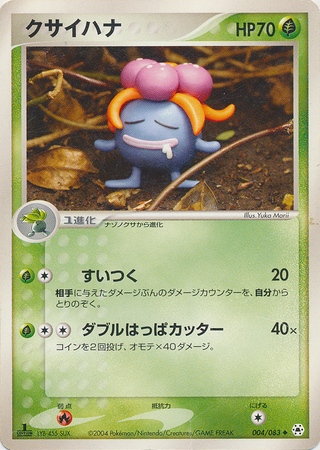 クサイハナ HP70
Illus.Yuka Morii
1進化
ナゾノクサから進化
すいつく 20
相手に与えたダメージぶんのダメージカウンターを、自分からとりのぞく。
ダブルはっぱカッター 40×
コインを2回投げ、オモテ×40ダメージ。
弱点 抵抗力 にげる
1 EDITION LYB 455 SUX ©2004 Pokémon/Nintendo/Creatures/GAME FREAK 004/083 ◆